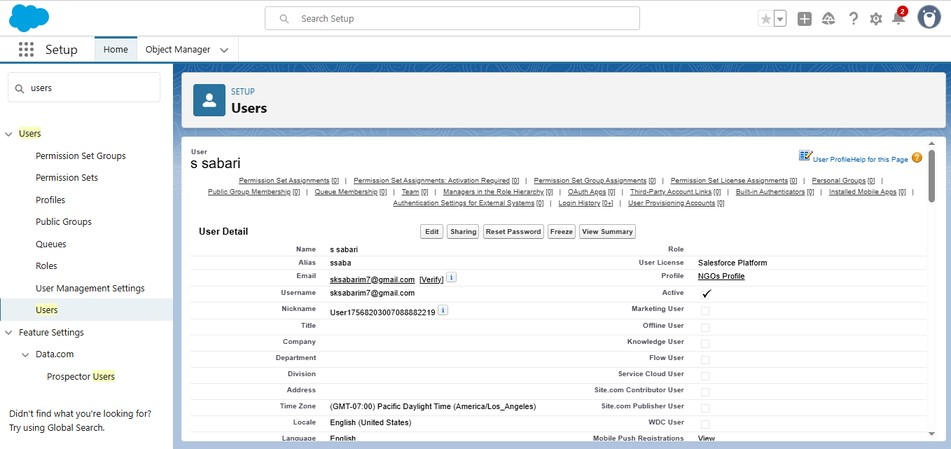 Search Setup
2
Setup
Home
Object Manager
users
Users
Permission Set Groups
Permission Sets
Profiles
Public Groups
Queues
Roles
User Management Settings
Users
Feature Settings
Data.com
Prospector Users
Didn't find what you're looking for?
Try using Global Search.
SETUP
Users
User
s sabari
User Profile Help for this Page
Permission Set Assignments [0] | Permission Set Assignments: Activation Required [0] | Permission Set Group Assignments [0] | Permission Set License Assignments [0] | Personal Groups [0] |
Public Group Membership [0] | Queue Membership [0] | Team [0] | Managers in the Role Hierarchy [0] | OAuth Apps [0] | Third-Party Account Links [0] | Built-in Authenticators [0] | Installed Mobile Apps [0] |
Authentication Settings for External Systems [0] | Login History [0+] | User Provisioning Accounts [0]
User Detail
Edit Sharing Reset Password Freeze View Summary
Name s sabari Role
Alias ssaba User License Salesforce Platform
Email sksabarim7@gmail.com [Verify] i Profile NGOs Profile
Username sksabarim7@gmail.com Active ✓
Nickname User17568203007088882219 i Marketing User
Title Offline User
Company Knowledge User
Department Flow User
Division Service Cloud User
Address Site.com Contributor User
Time Zone (GMT-07:00) Pacific Daylight Time (America/Los_Angeles) Site.com Publisher User
Locale English (United States) WDC User
Language English Mobile Push Registrations View